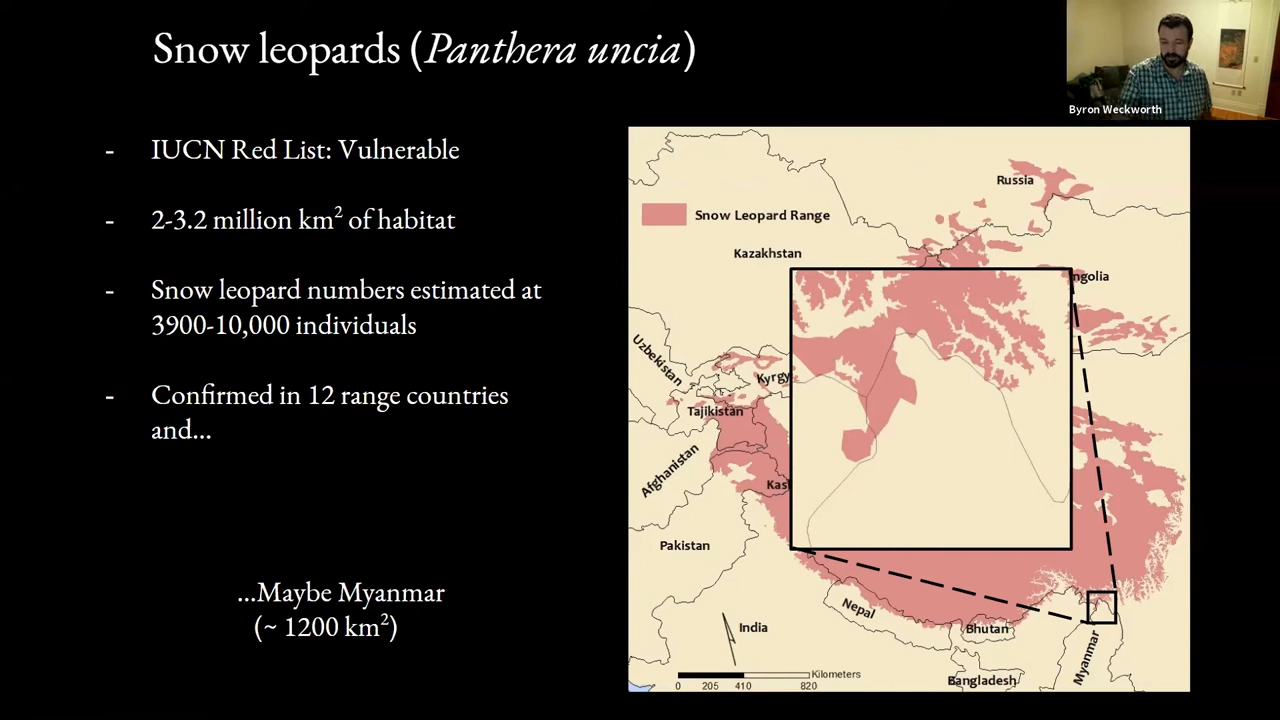 Snow leopards (Panthera uncia)
Byron Weckworth
- IUCN Red List: Vulnerable
- 2-3.2 million km² of habitat
- Snow leopard numbers estimated at
3900-10,000 individuals
- Confirmed in 12 range countries
and...
...Maybe Myanmar
(~ 1200 km²)
Russia
Snow Leopard Range
Kazakhstan
ngolia
Uzbekistan
Kyrgy
Tajikistan
Afghanistan
Kas
Pakistan
Nepal
India
Bhutan
Myanmar
Bangladesh
Kilometers
0 205 410 820